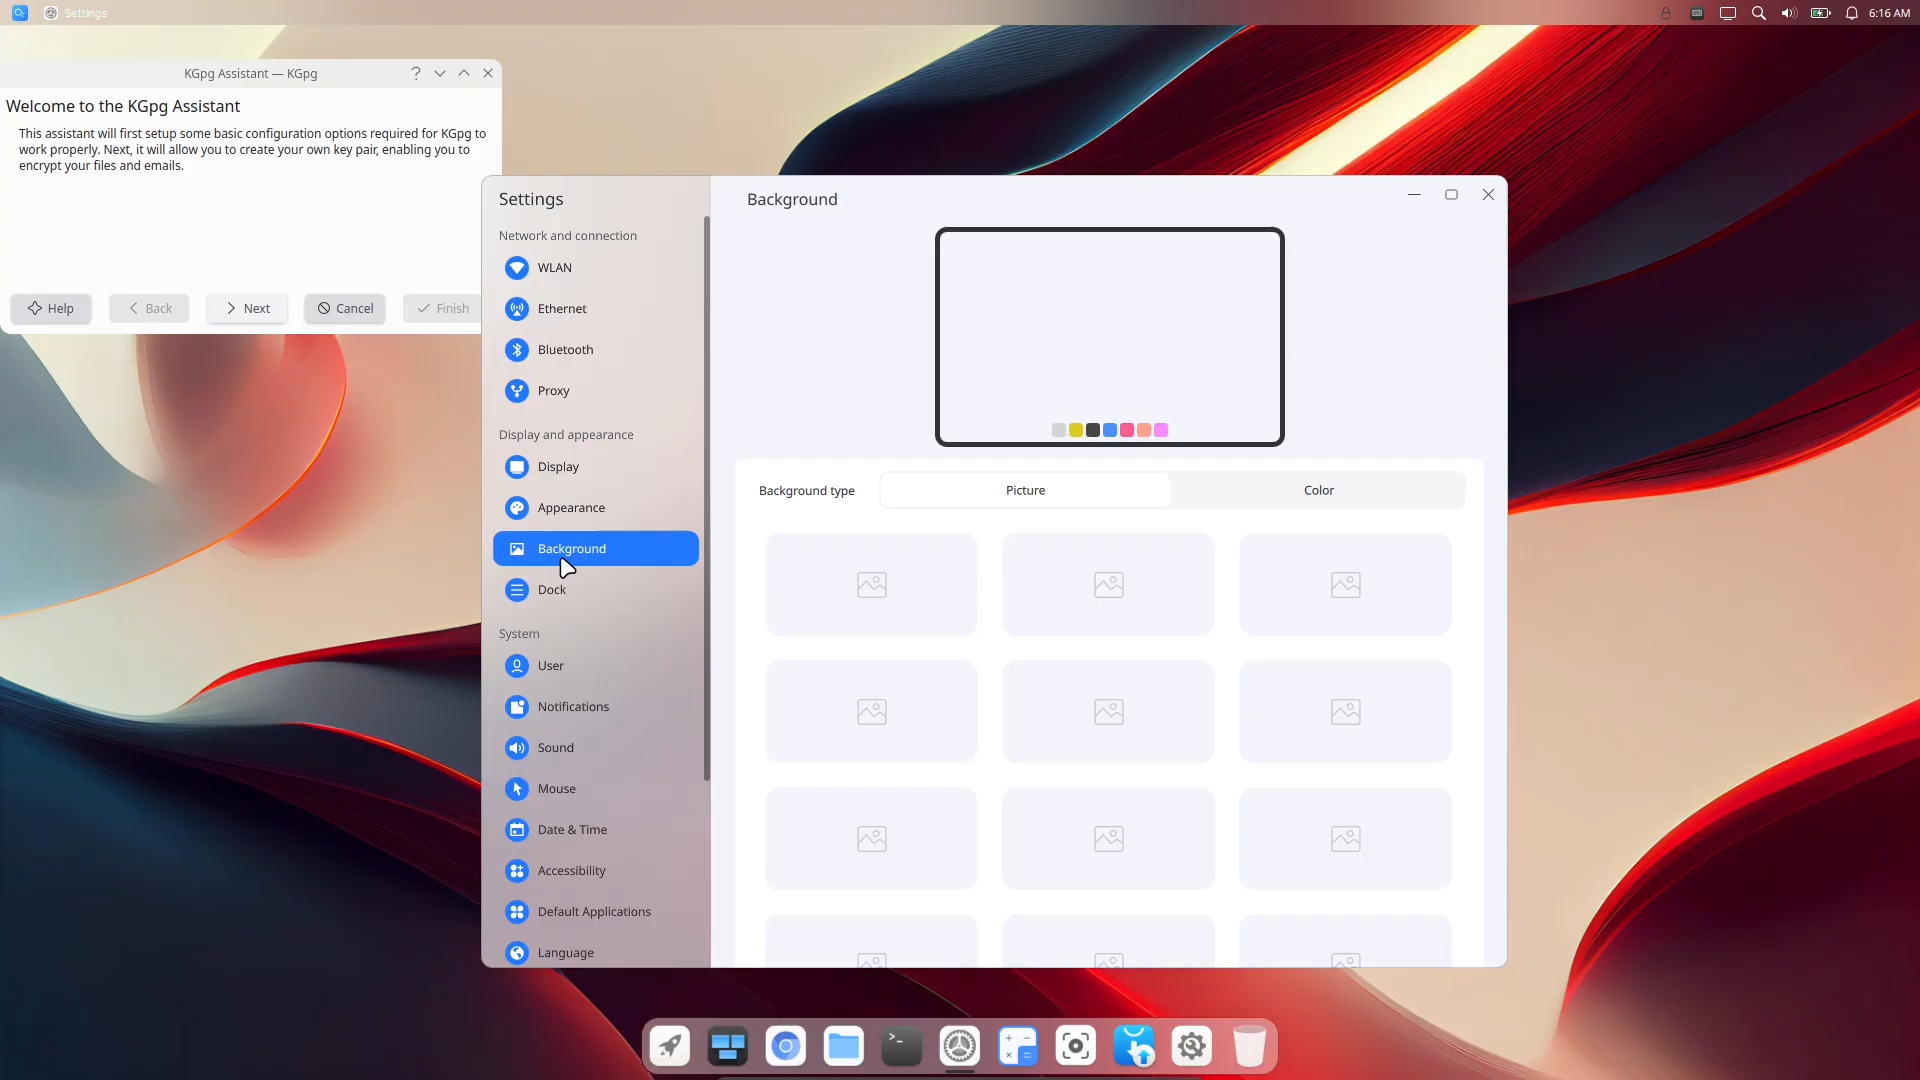 Settings
6:16 AM
KGpg Assistant — KGpg
Welcome to the KGpg Assistant
This assistant will first setup some basic configuration options required for KGpg to
work properly. Next, it will allow you to create your own key pair, enabling you to
encrypt your files and emails.
Help
Back
Next
Cancel
Finish
Settings
Network and connection
WLAN
Ethernet
Bluetooth
Proxy
Display and appearance
Display
Appearance
Background
Dock
System
User
Notifications
Sound
Mouse
Date & Time
Accessibility
Default Applications
Language
Background
Background type
Picture
Color